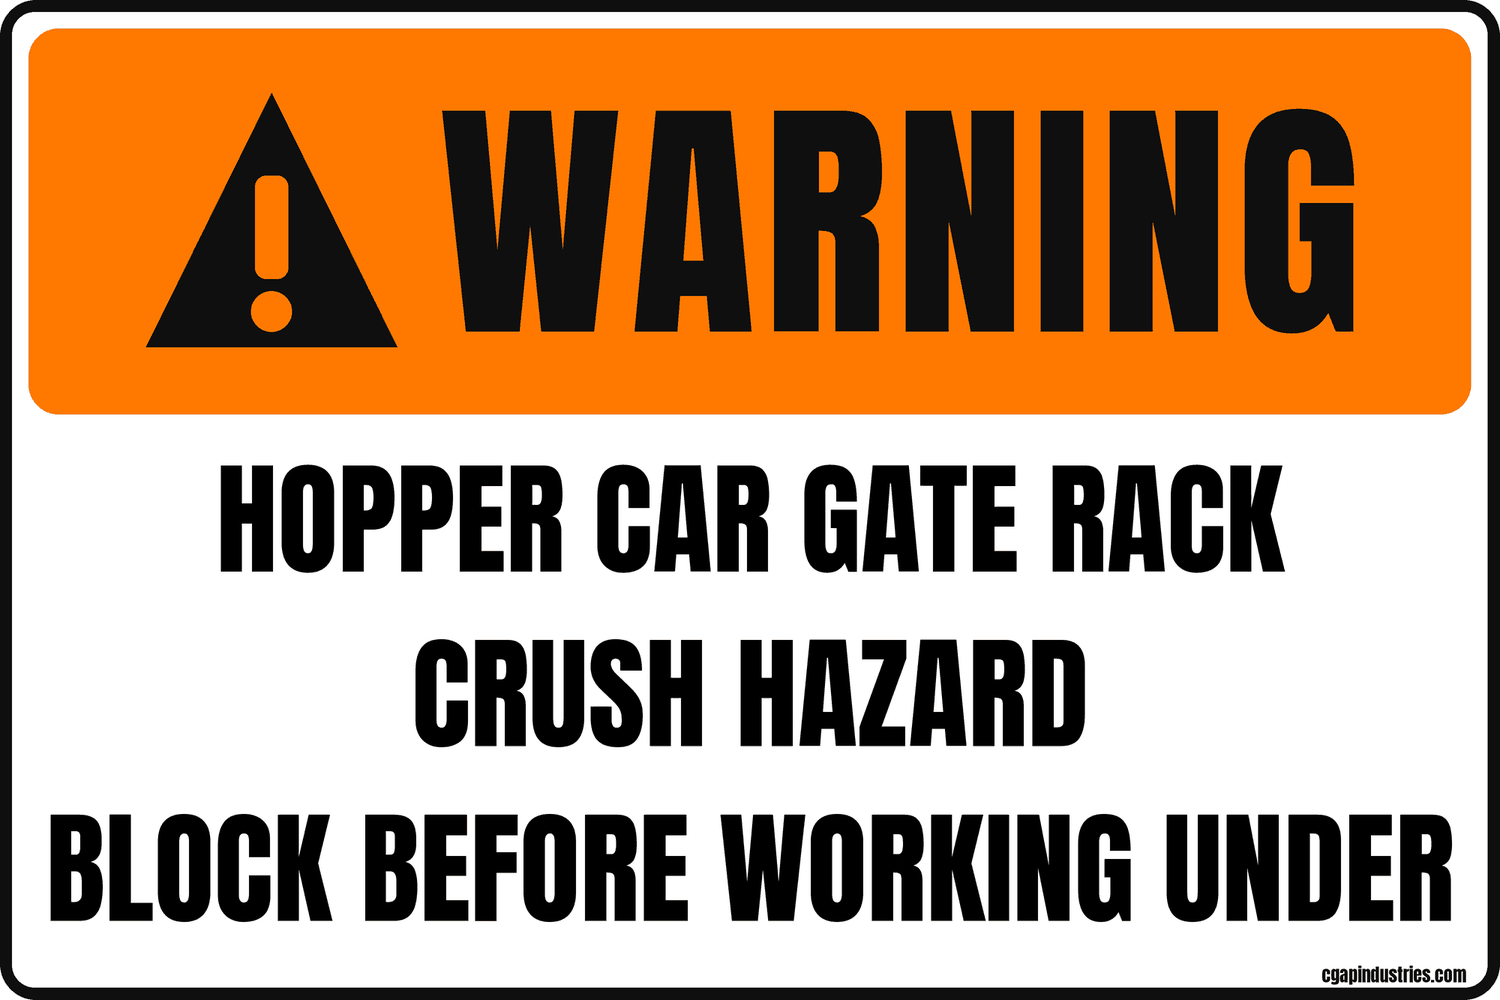 WARNING
HOPPER CAR GATE RACK
CRUSH HAZARD
BLOCK BEFORE WORKING UNDER
cgapindustries.com